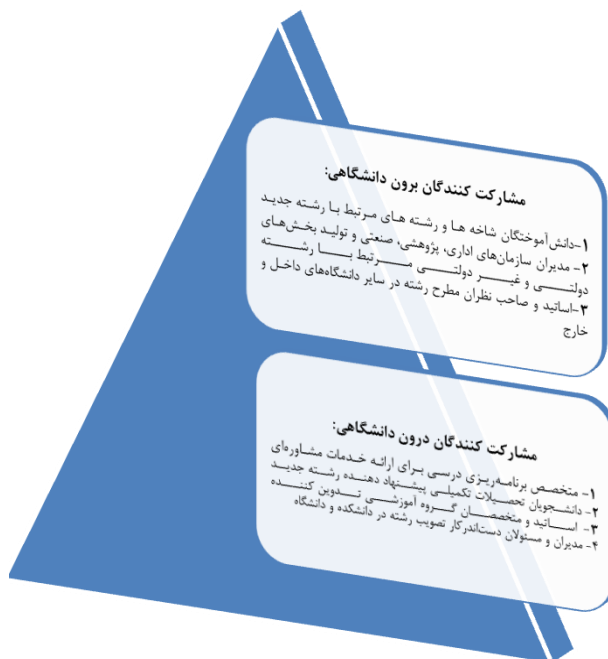 مشارکت کنندگان برون دانشگاهی:
۱-دانش‌آموختگان شاخه ها و رشته های مرتبط با رشته جدید
۲- مدیران سازمان‌های اداری، پژوهشی، صنعتی و تولید بخش‌های
دولتی و غیر دولتی مرتبط با رشته
۳-اساتید و صاحب نظران مطرح رشته در سایر دانشگاه‌های داخل و
خارج
مشارکت کنندگان درون دانشگاهی:
۱- متخصص برنامه‌ریزی درسی برای ارائه خدمات مشاوره‌ای
۲- دانشجویان تحصیلات تکمیلی پیشنهاد دهنده رشته جدید
۳- اساتید و متخصصان گروه آموزشی تدوین کننده
۴- مدیران و مسئولان دست‌اندرکار تصویب رشته در دانشکده و دانشگاه